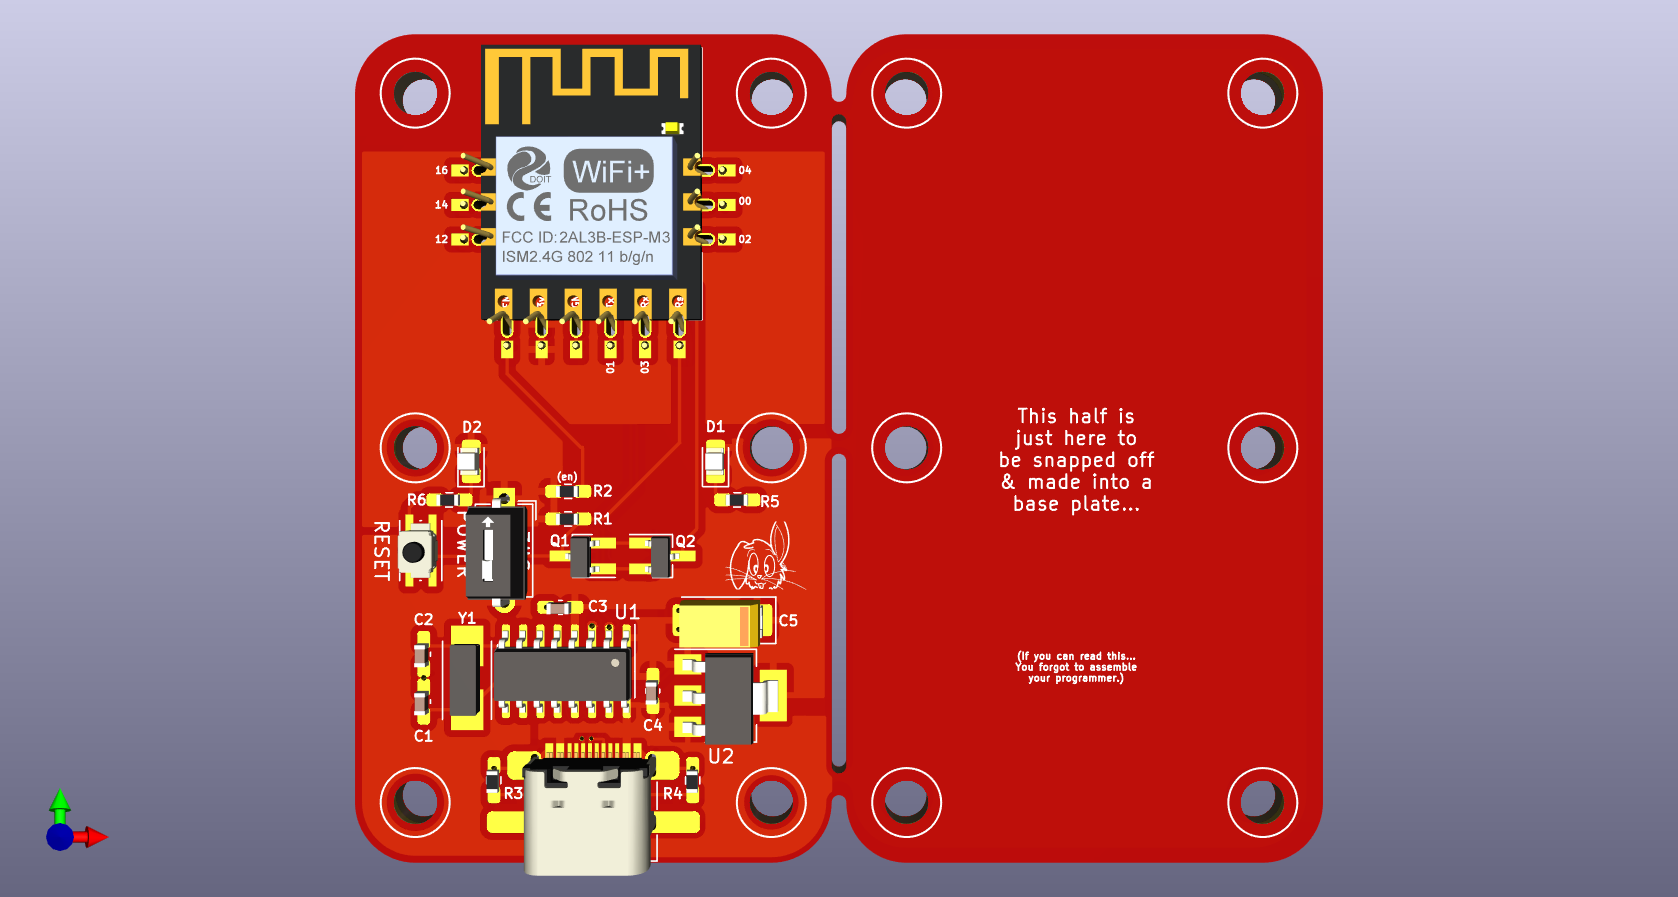 WiFi+
DOIT
CE RoHS
FCC ID:2AL3B-ESP-M3
ISM2.4G 802 11 b/g/n
16
14
12
04
00
02
01
03
D2
D1
(en)
R2
R6
R5
R1
RESET
Q1
Q2
C3
U1
C5
C2
Y1
C1
C4
U2
R3
R4
This half is
just here to
be snapped off
& made into a
base plate...
(If you can read this...
You forgot to assemble
your programmer.)